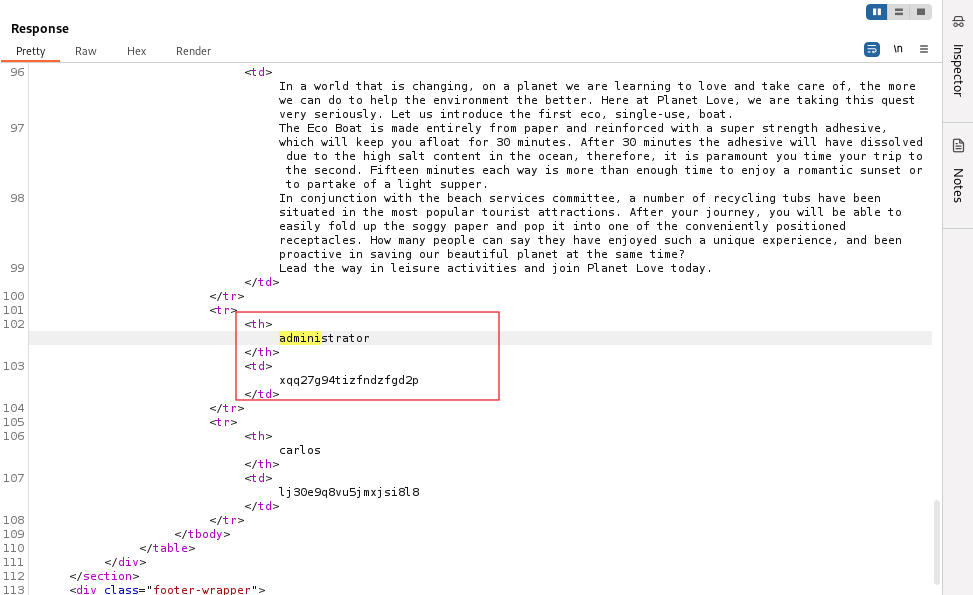 Response
Pretty Raw Hex Render \n
Inspector
Notes
96 <td>
In a world that is changing, on a planet we are learning to love and take care of, the more
we can do to help the environment the better. Here at Planet Love, we are taking this quest
very seriously. Let us introduce the first eco, single-use, boat.
97 The Eco Boat is made entirely from paper and reinforced with a super strength adhesive,
which will keep you afloat for 30 minutes. After 30 minutes the adhesive will have dissolved
due to the high salt content in the ocean, therefore, it is paramount you time your trip to
the second. Fifteen minutes each way is more than enough time to enjoy a romantic sunset or
to partake of a light supper.
98 In conjunction with the beach services committee, a number of recycling tubs have been
situated in the most popular tourist attractions. After your journey, you will be able to
easily fold up the soggy paper and pop it into one of the conveniently positioned
receptacles. How many people can say they have enjoyed such a unique experience, and been
proactive in saving our beautiful planet at the same time?
99 Lead the way in leisure activities and join Planet Love today.
</td>
100 </tr>
101 <tr>
102 <th>
administrator
</th>
103 <td>
xqq27g94tizfndzfgd2p
</td>
104 </tr>
105 <tr>
106 <th>
carlos
</th>
107 <td>
lj30e9q8vu5jmxjsi8l8
</td>
108 </tr>
109 </tbody>
110 </table>
111 </div>
112 </section>
113 <div class="footer-wrapper">